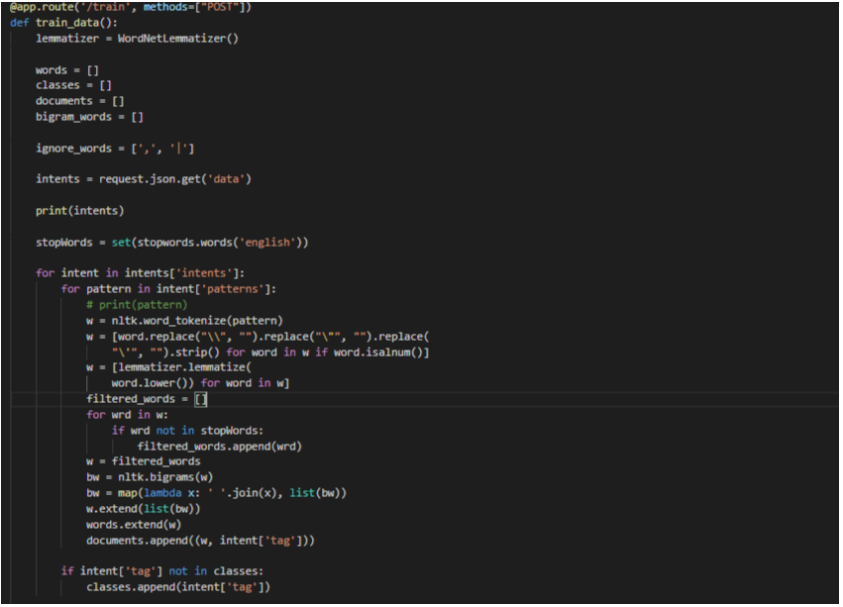 @app.route('/train', methods=["POST"])
def train_data():
    lemmatizer = WordNetLemmatizer()

    words = []
    classes = []
    documents = []
    bigram_words = []

    ignore_words = [',', '|']

    intents = request.json.get('data')

    print(intents)

    stopWords = set(stopwords.words('english'))

    for intent in intents['intents']:
        for pattern in intent['patterns']:
            # print(pattern)
            w = nltk.word_tokenize(pattern)
            w = [word.replace("\\", "").replace("\"", "").replace(
                "\'", "").strip() for word in w if word.isalnum()]
            w = [lemmatizer.lemmatize(
                word.lower()) for word in w]
            filtered_words = []
            for wrd in w:
                if wrd not in stopWords:
                    filtered_words.append(wrd)
            w = filtered_words
            bw = nltk.bigrams(w)
            bw = map(lambda x: ' '.join(x), list(bw))
            w.extend(list(bw))
            words.extend(w)
            documents.append((w, intent['tag']))

        if intent['tag'] not in classes:
            classes.append(intent['tag'])